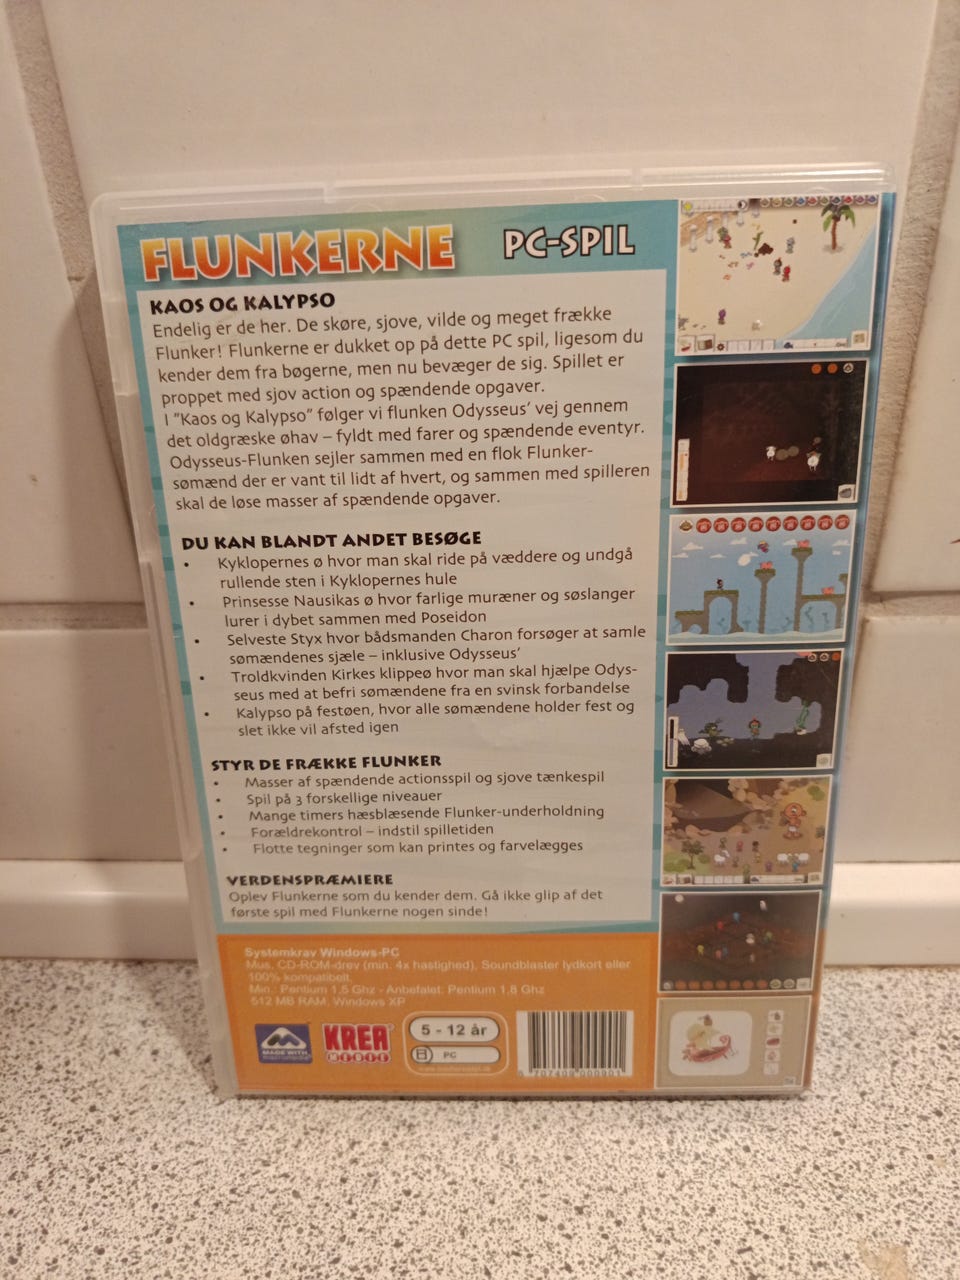 FLUNKERNE PC-SPIL
KAOS OG KALYPSO
Endelig er de her. De skøre, sjove, vilde og meget frække
Flunker! Flunkerne er dukket op på dette PC spil, ligesom du
kender dem fra bøgerne, men nu bevæger de sig. Spillet er
proppet med sjov action og spændende opgaver.
I "Kaos og Kalypso" følger vi flunken Odysseus' vej gennem
det oldgræske øhav – fyldt med farer og spændende eventyr.
Odysseus-Flunken sejler sammen med en flok Flunker-
sømænd der er vant til lidt af hvert, og sammen med spilleren
skal de løse masser af spændende opgaver.
DU KAN BLANDT ANDET BESØGE
• Kyklopernes ø hvor man skal ride på væddere og undgå
rullende sten i Kyklopernes hule
• Prinsesse Nausikas ø hvor farlige muræner og søslanger
lurer i dybet sammen med Poseidon
• Selveste Styx hvor bådsmanden Charon forsøger at samle
sømændenes sjæle – inklusive Odysseus'
• Troldkvinden Kirkes klippeø hvor man skal hjælpe Odys-
seus med at befri sømændene fra en svinsk forbandelse
• Kalypso på festøen, hvor alle sømændene holder fest og
slet ikke vil afsted igen
STYR DE FRÆKKE FLUNKER
• Masser af spændende actionsspil og sjove tænkespil
• Spil på 3 forskellige niveauer
• Mange timers hæsblæsende Flunker-underholdning
• Forældrekontrol – indstil spilletiden
• Flotte tegninger som kan printes og farvelægges
VERDENSPRÆMIERE
Oplev Flunkerne som du kender dem. Gå ikke glip af det
første spil med Flunkerne nogen sinde!
Systemkrav Windows-PC
Mus, CD-ROM-drev (min. 4x hastighed), Soundblaster lydkort eller
100% kompatibelt.
Min.: Pentium 1,5 Ghz - Anbefalet: Pentium 1,8 Ghz
512 MB RAM, Windows XP
MADE WITH
KREA
MEDIE
5 - 12 år
PC
5 707409 000901